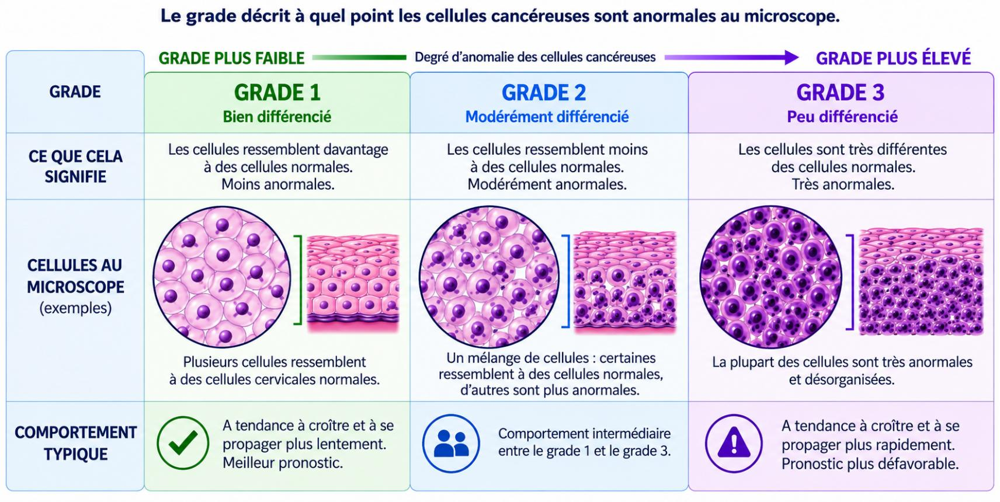 Le grade décrit à quel point les cellules cancéreuses sont anormales au microscope.
GRADE PLUS FAIBLE
Degré d'anomalie des cellules cancéreuses
GRADE PLUS ÉLEVÉ
GRADE
GRADE 1
Bien différencié
GRADE 2
Modérément différencié
GRADE 3
Peu différencié
CE QUE CELA
SIGNIFIE
Les cellules ressemblent davantage
à des cellules normales.
Moins anormales.
Les cellules ressemblent moins
à des cellules normales.
Modérément anormales.
Les cellules sont très différentes
des cellules normales.
Très anormales.
CELLULES AU
MICROSCOPE
(exemples)
Plusieurs cellules ressemblent
à des cellules cervicales normales.
Un mélange de cellules : certaines
ressemblent à des cellules normales,
d'autres sont plus anormales.
La plupart des cellules sont très anormales
et désorganisées.
COMPORTEMENT
TYPIQUE
A tendance à croître et à se
propager plus lentement.
Meilleur pronostic.
Comportement intermédiaire
entre le grade 1 et le grade 3.
A tendance à croître et à se
propager plus rapidement.
Pronostic plus défavorable.